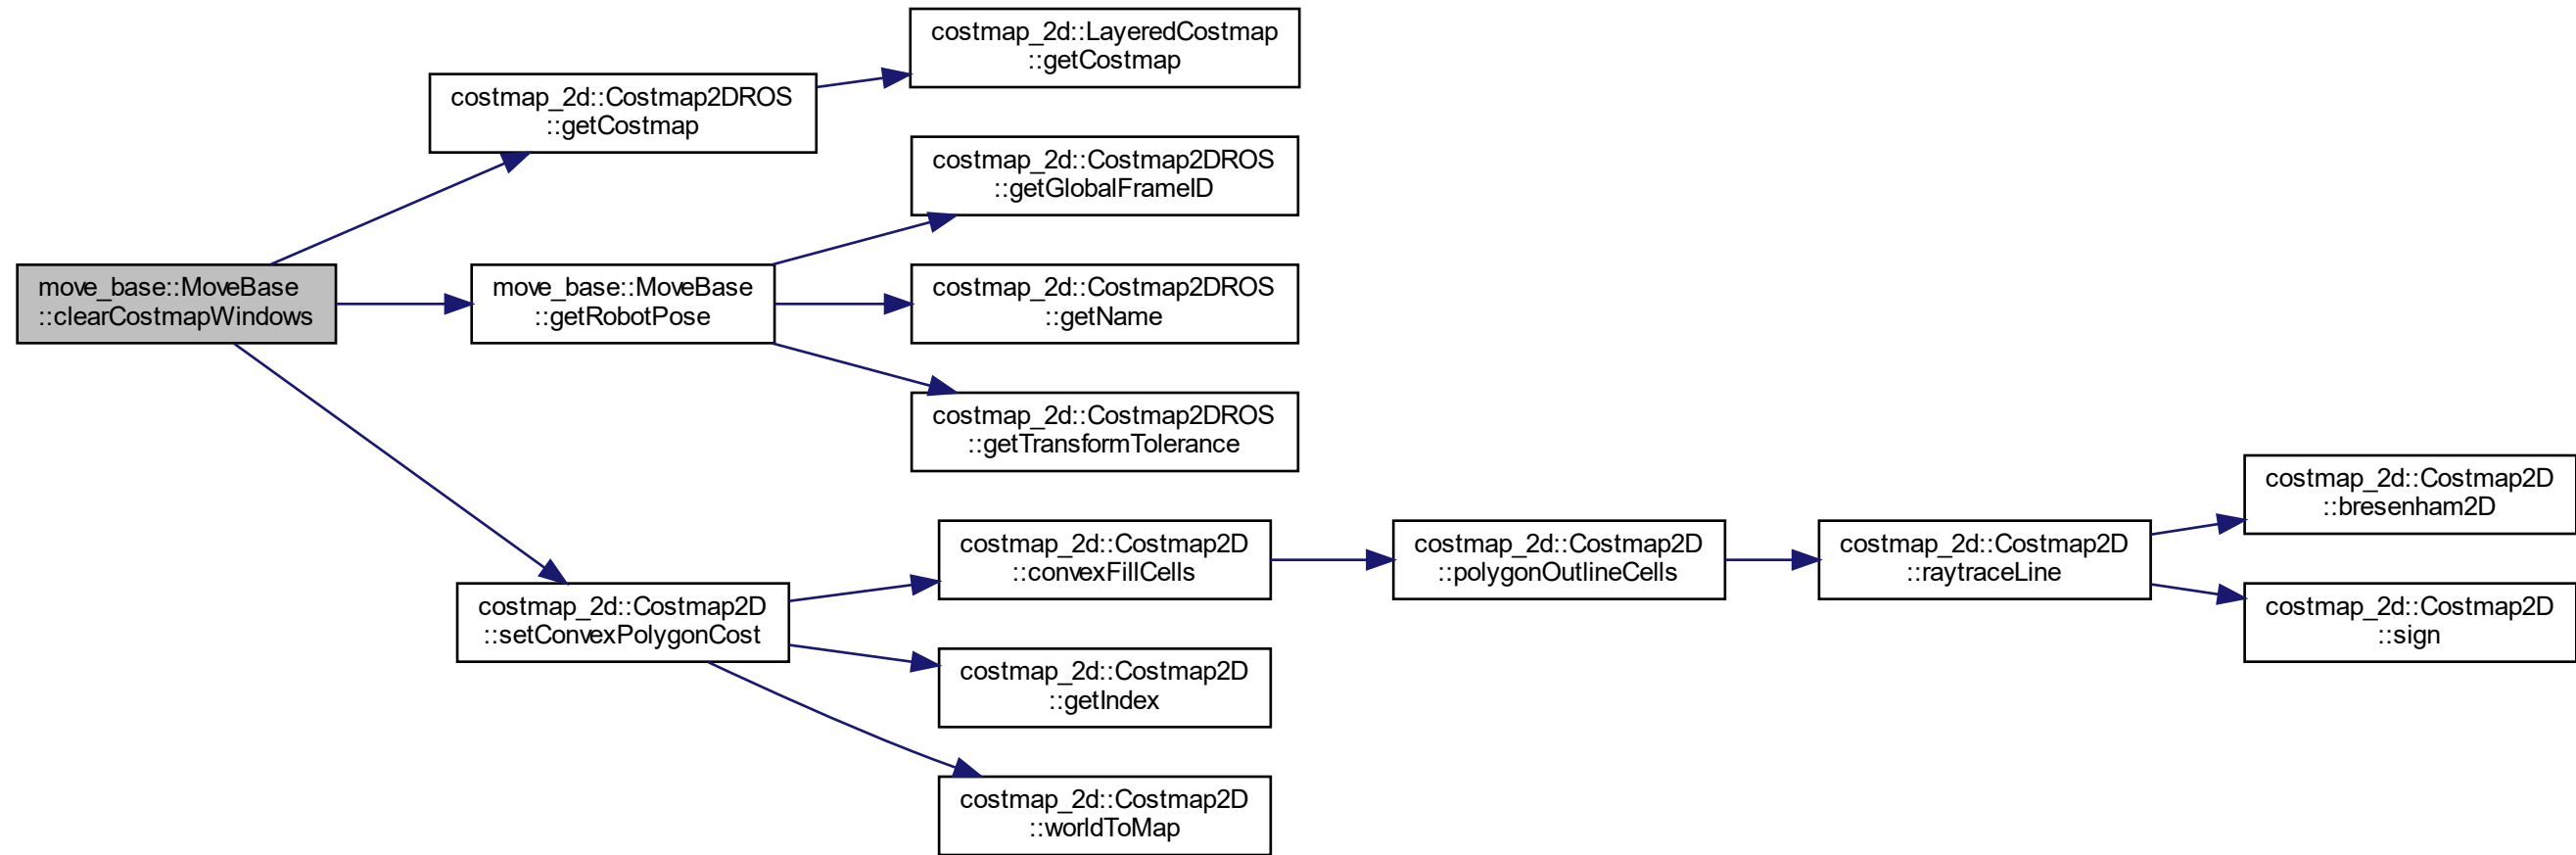 costmap_2d::LayeredCostmap
::getCostmap
costmap_2d::Costmap2DROS
::getCostmap
costmap_2d::Costmap2DROS
::getGlobalFrameID
move_base::MoveBase
::clearCostmapWindows
move_base::MoveBase
::getRobotPose
costmap_2d::Costmap2DROS
::getName
costmap_2d::Costmap2DROS
::getTransformTolerance
costmap_2d::Costmap2D
::setConvexPolygonCost
costmap_2d::Costmap2D
::convexFillCells
costmap_2d::Costmap2D
::polygonOutlineCells
costmap_2d::Costmap2D
::raytraceLine
costmap_2d::Costmap2D
::bresenham2D
costmap_2d::Costmap2D
::sign
costmap_2d::Costmap2D
::getIndex
costmap_2d::Costmap2D
::worldToMap